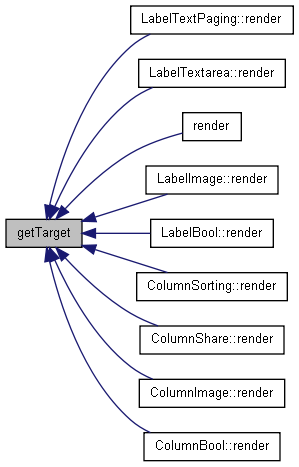 LabelTextPaging::render
LabelTextarea::render
render
LabelImage::render
getTarget
LabelBool::render
ColumnSorting::render
ColumnShare::render
ColumnImage::render
ColumnBool::render